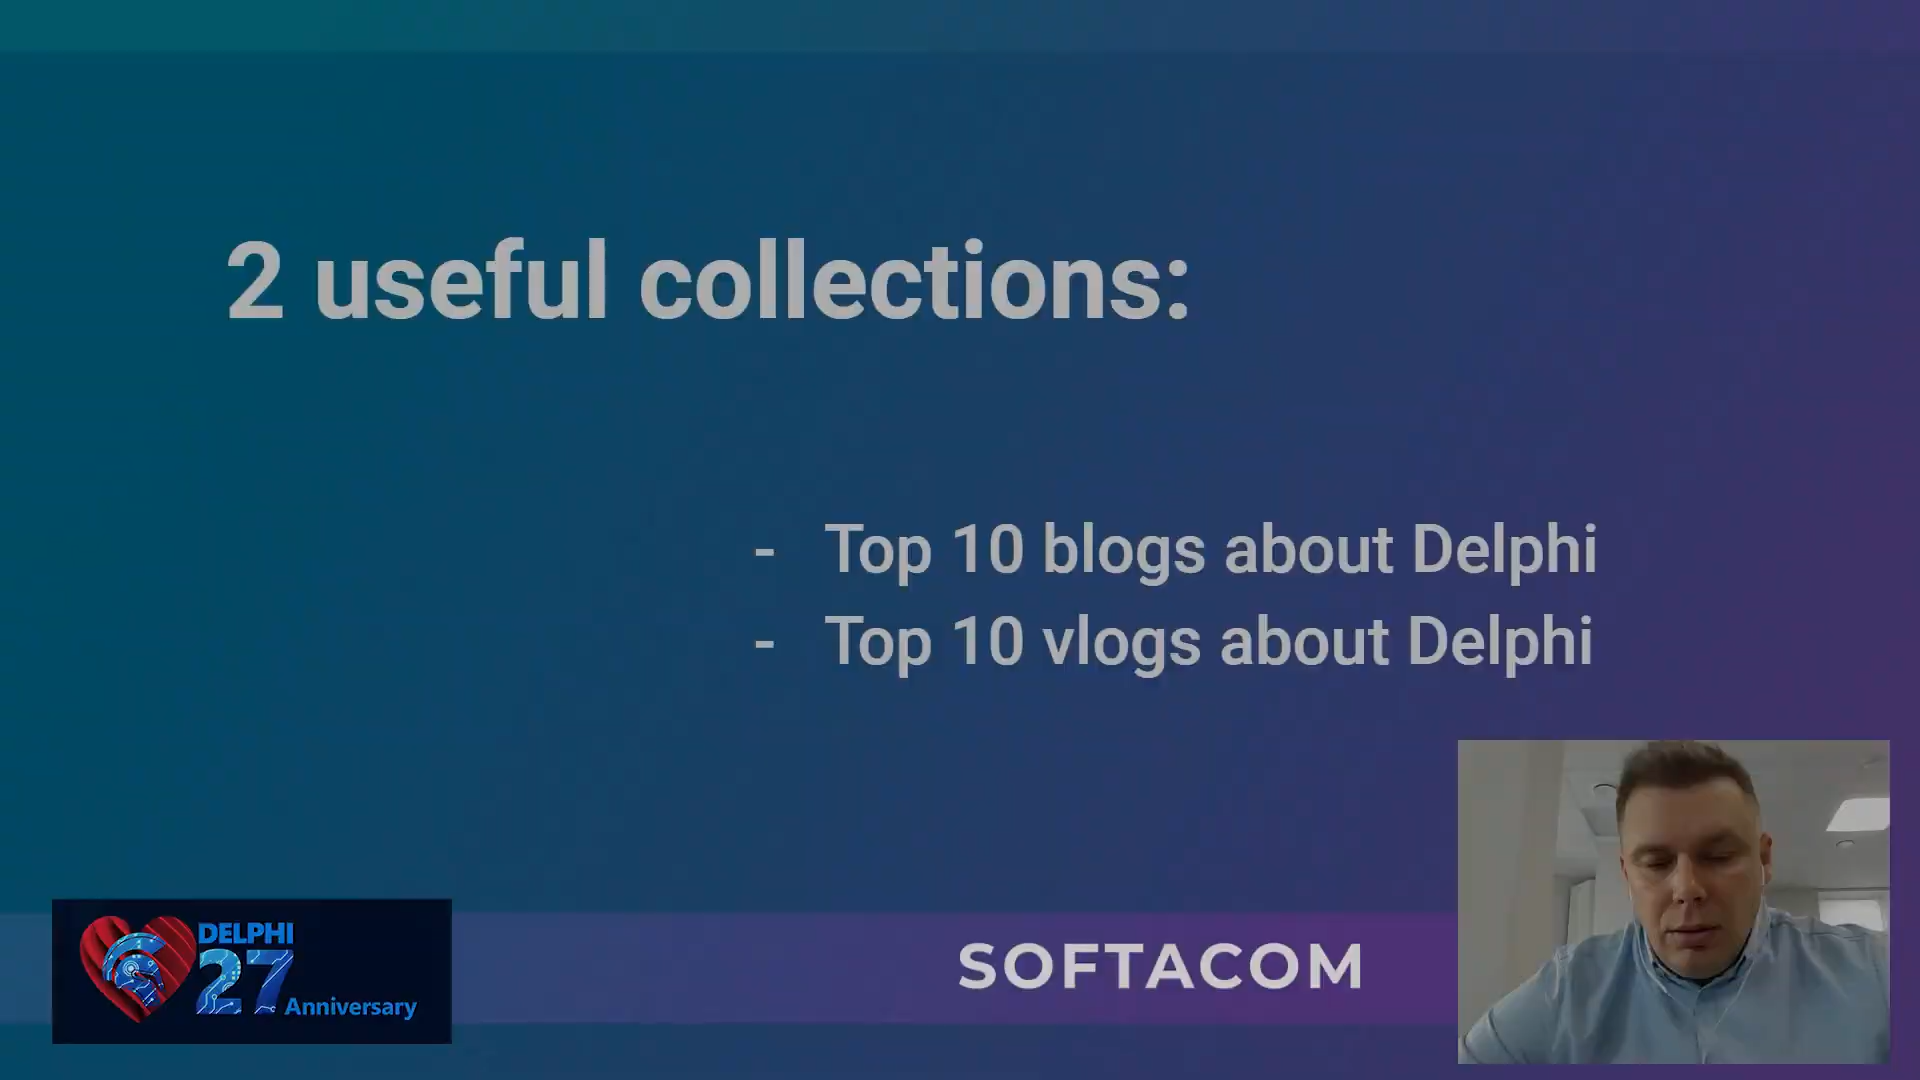 2 useful collections:
- Top 10 blogs about Delphi
- Top 10 vlogs about Delphi
DELPHI
27
Anniversary
SOFTACOM